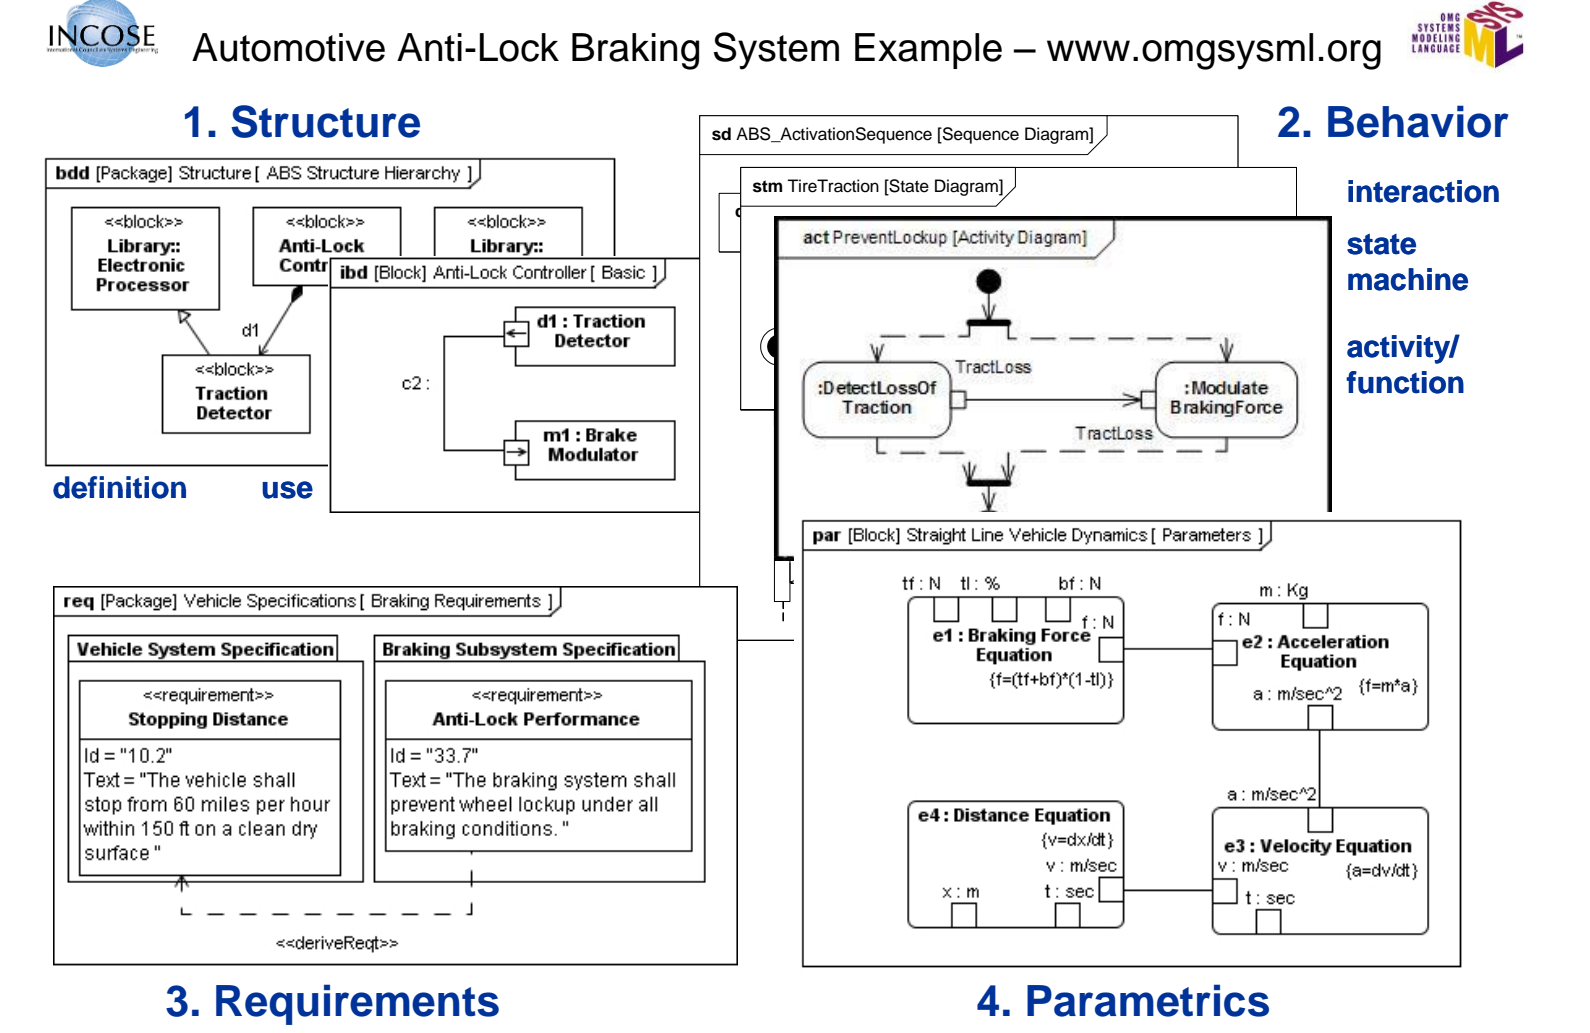 INCOSE
International Council on Systems Engineering
Automotive Anti-Lock Braking System Example – www.omgsysml.org
OMG
SYSTEMS
MODELING
LANGUAGE
SYS
ML
™
1. Structure
bdd [Package] Structure [ ABS Structure Hierarchy ]
<<block>>
Library::
Electronic
Processor
<<block>>
Anti-Lock
Contr
<<block>>
Library::
d1
<<block>>
Traction
Detector
definition
use
ibd [Block] Anti-Lock Controller [ Basic ]
d1 : Traction
Detector
c2 :
m1 : Brake
Modulator
2. Behavior
sd ABS_ActivationSequence [Sequence Diagram]
stm TireTraction [State Diagram]
act PreventLockup [Activity Diagram]
:DetectLossOf
Traction
TractLoss
:Modulate
BrakingForce
TractLoss
interaction
state
machine
activity/
function
req [Package] Vehicle Specifications [ Braking Requirements ]
Vehicle System Specification
<<requirement>>
Stopping Distance
Id = "10.2"
Text = "The vehicle shall
stop from 60 miles per hour
within 150 ft on a clean dry
surface "
Braking Subsystem Specification
<<requirement>>
Anti-Lock Performance
Id = "33.7"
Text = "The braking system shall
prevent wheel lockup under all
braking conditions. "
<<deriveReqt>>
3. Requirements
par [Block] Straight Line Vehicle Dynamics [ Parameters ]
tf : N
tl : %
bf : N
f : N
e1 : Braking Force
Equation
{f=(tf+bf)*(1-tl)}
m : Kg
f : N
e2 : Acceleration
Equation
{f=m*a}
a : m/sec^2
e4 : Distance Equation
{v=dx/dt}
v : m/sec
x : m
t : sec
a : m/sec^2
e3 : Velocity Equation
v : m/sec
{a=dv/dt}
t : sec
4. Parametrics